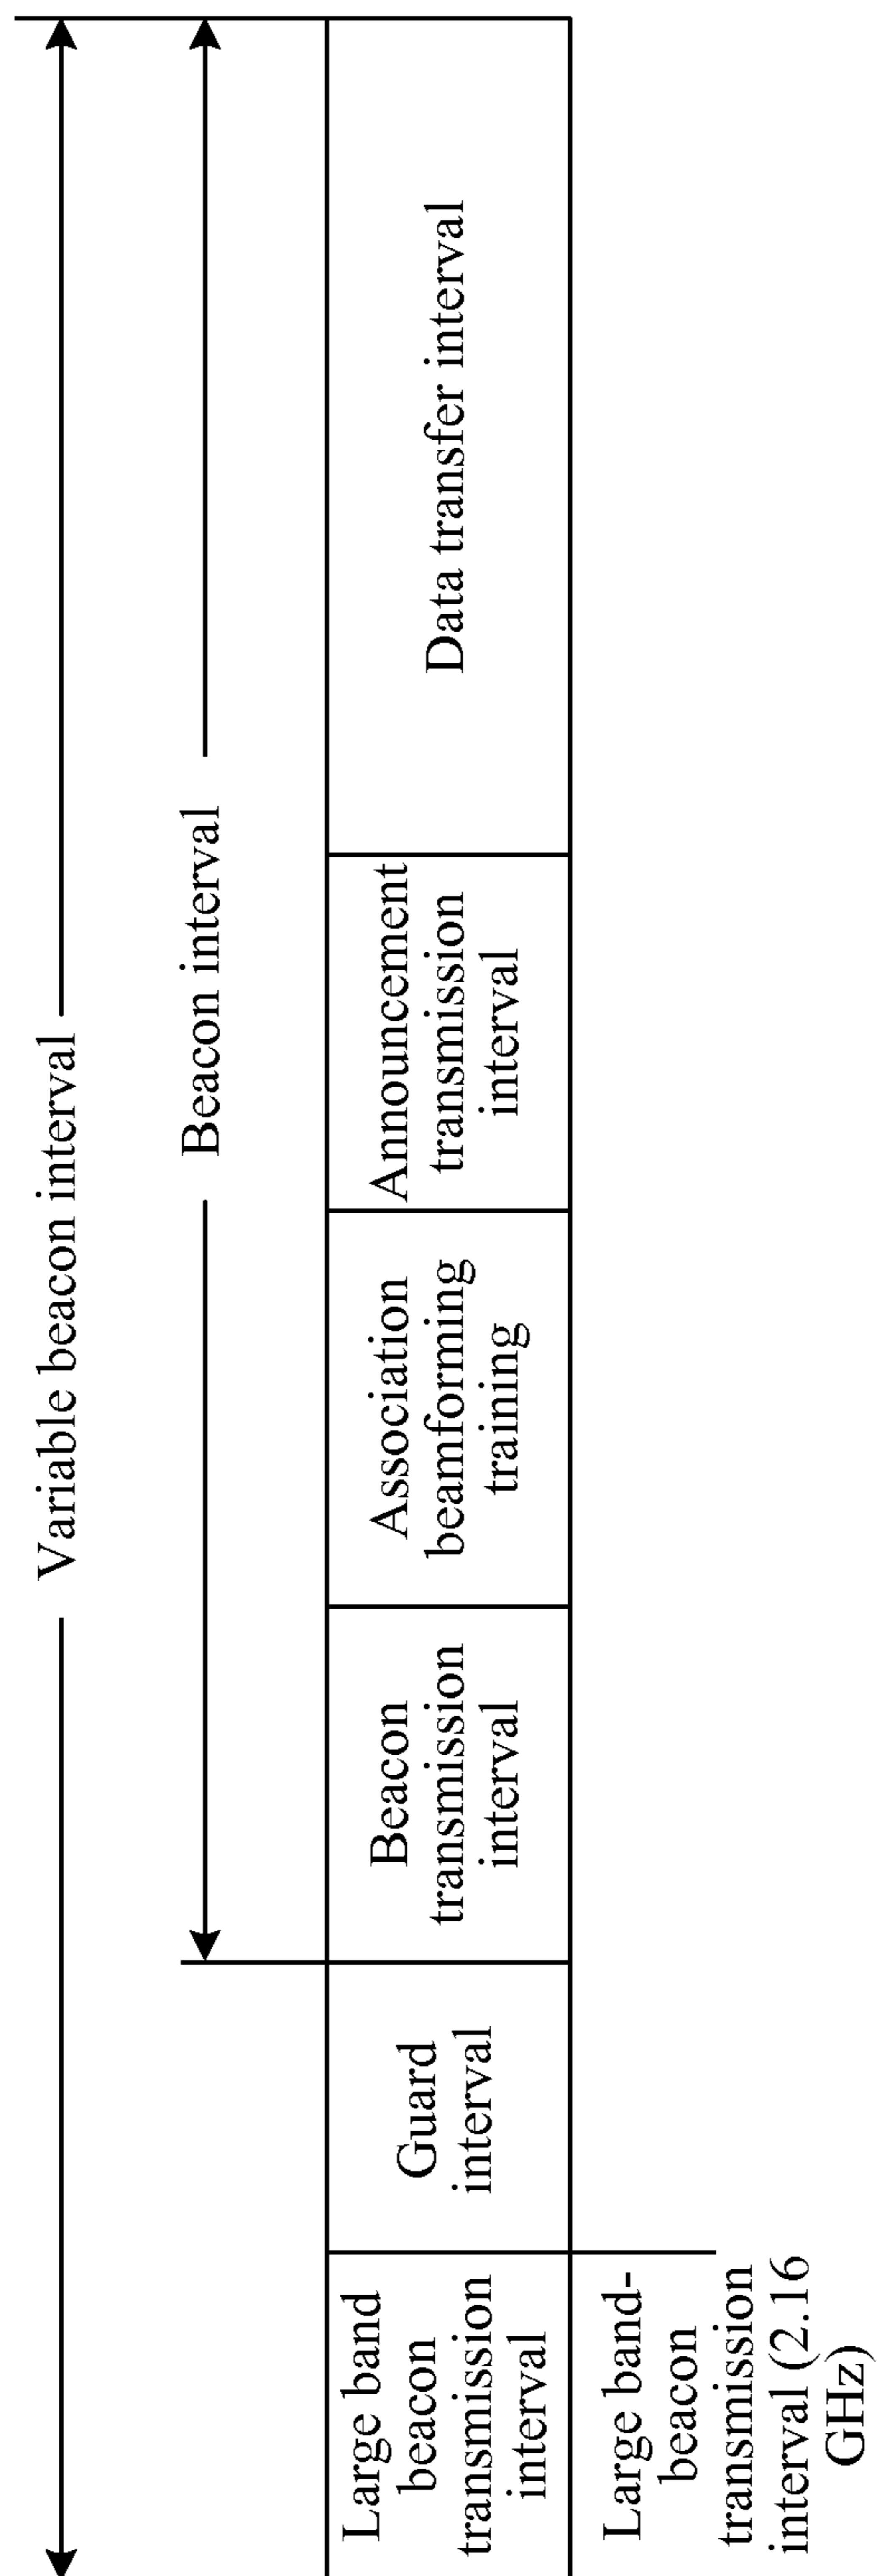 Variable beacon interval
Beacon interval
Large band
beacon
transmission
interval
Guard
interval
Beacon
transmission
interval
Association
beamforming
training
Announcement
transmission
interval
Data transfer interval
Large band-
beacon
transmission
interval (2.16
GHz)